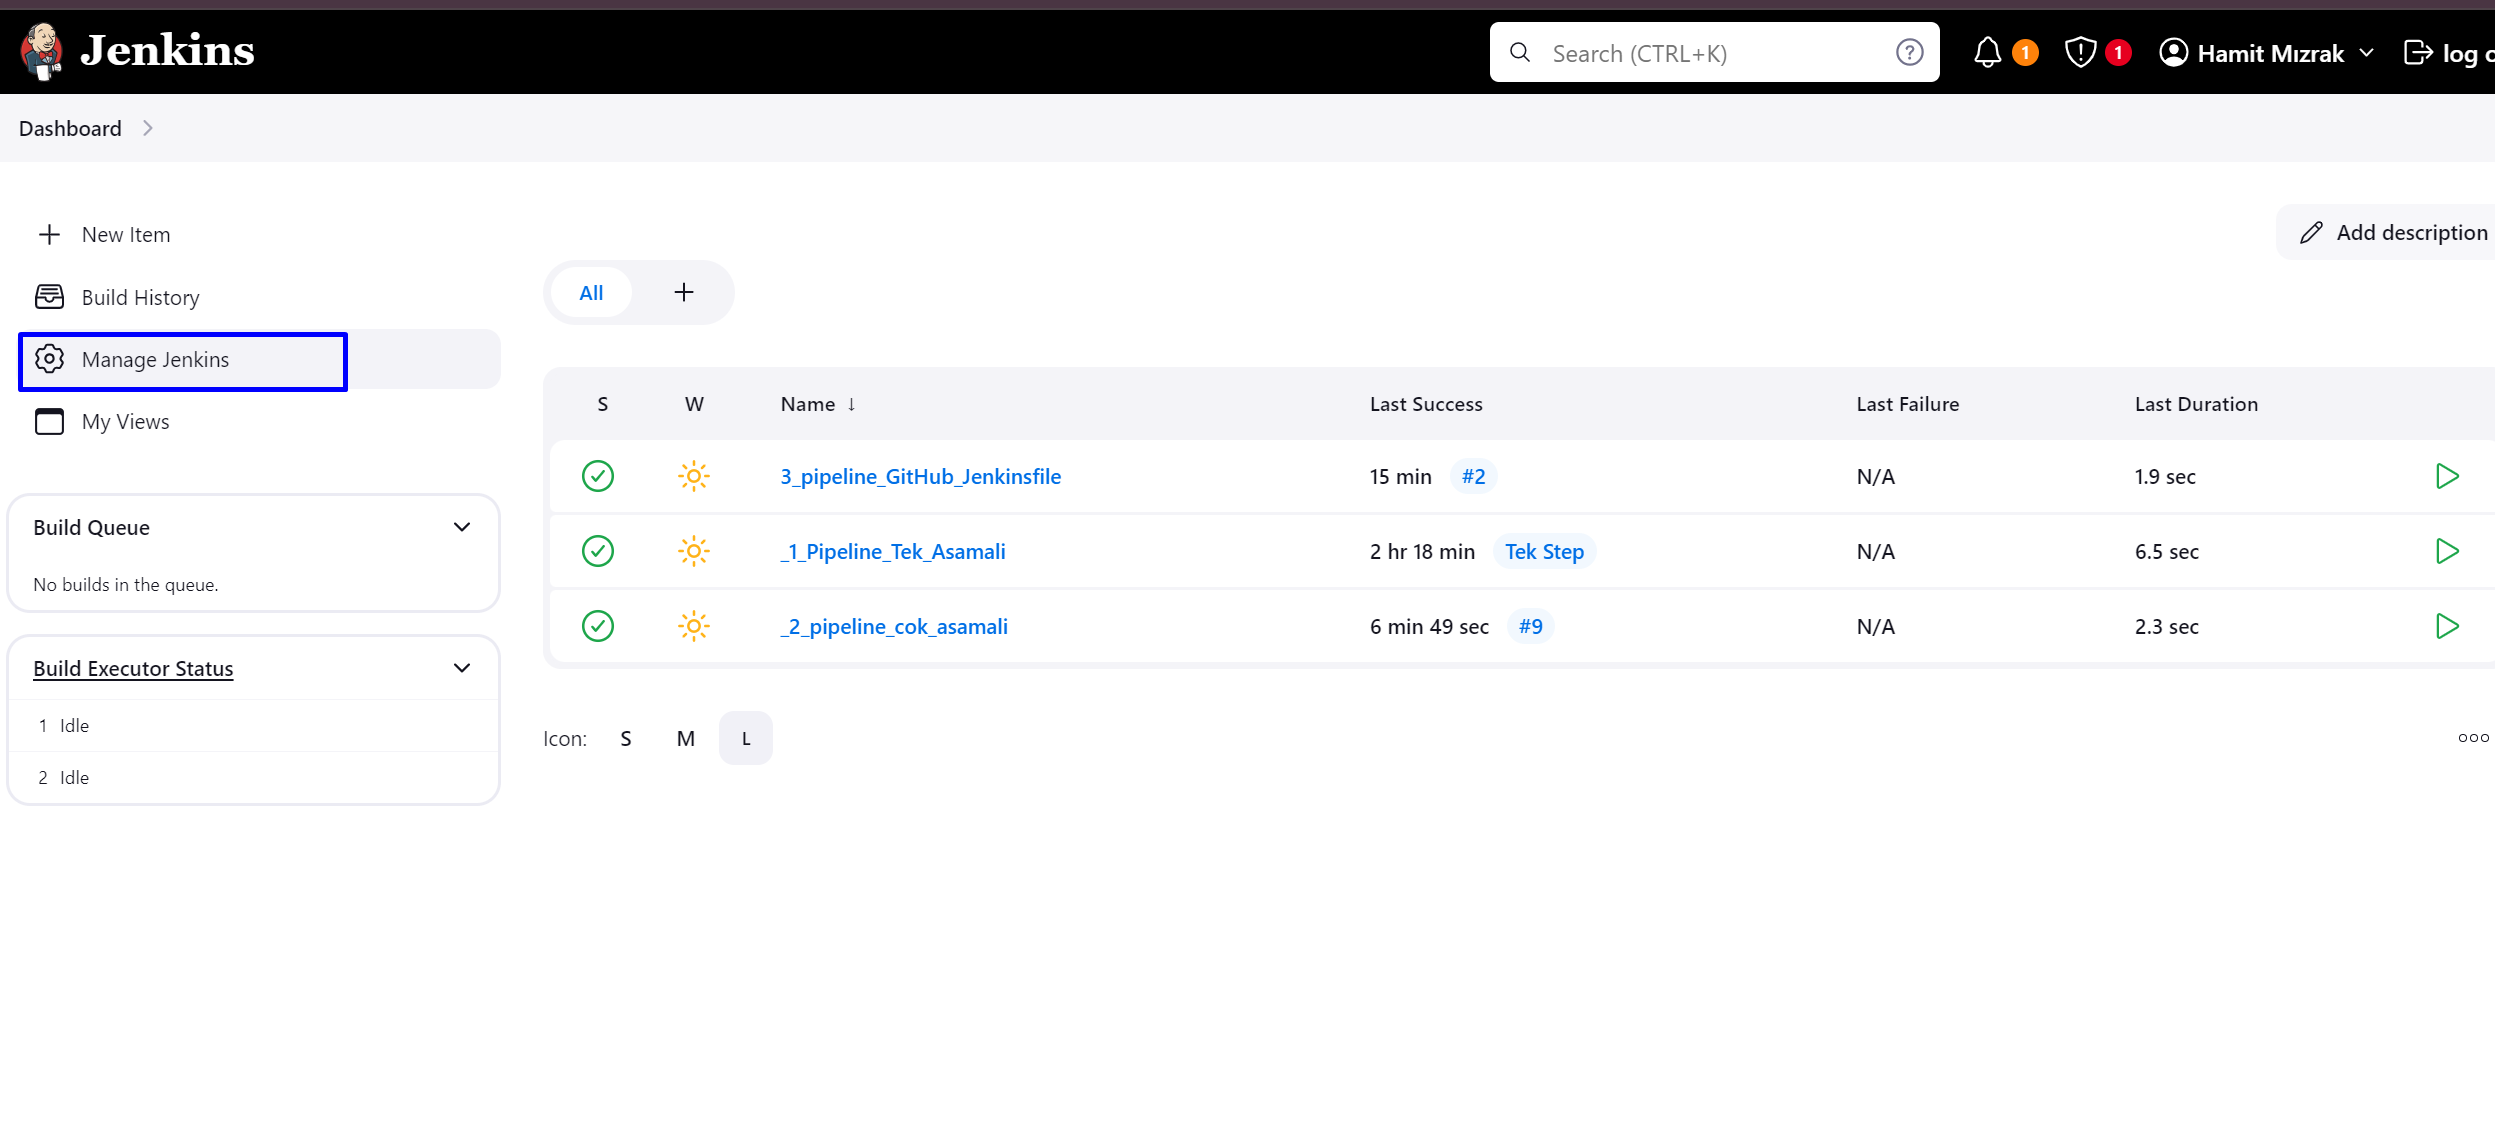 Jenkins
Search (CTRL+K)
1
1
Hamit Mızrak
log o
Dashboard
New Item
Build History
Manage Jenkins
My Views
Add description
All
Build Queue
No builds in the queue.
Build Executor Status
1 Idle
2 Idle
S W Name ↓ Last Success Last Failure Last Duration
3_pipeline_GitHub_Jenkinsfile 15 min #2 N/A 1.9 sec
_1_Pipeline_Tek_Asamali 2 hr 18 min Tek Step N/A 6.5 sec
_2_pipeline_cok_asamali 6 min 49 sec #9 N/A 2.3 sec
Icon: S M L